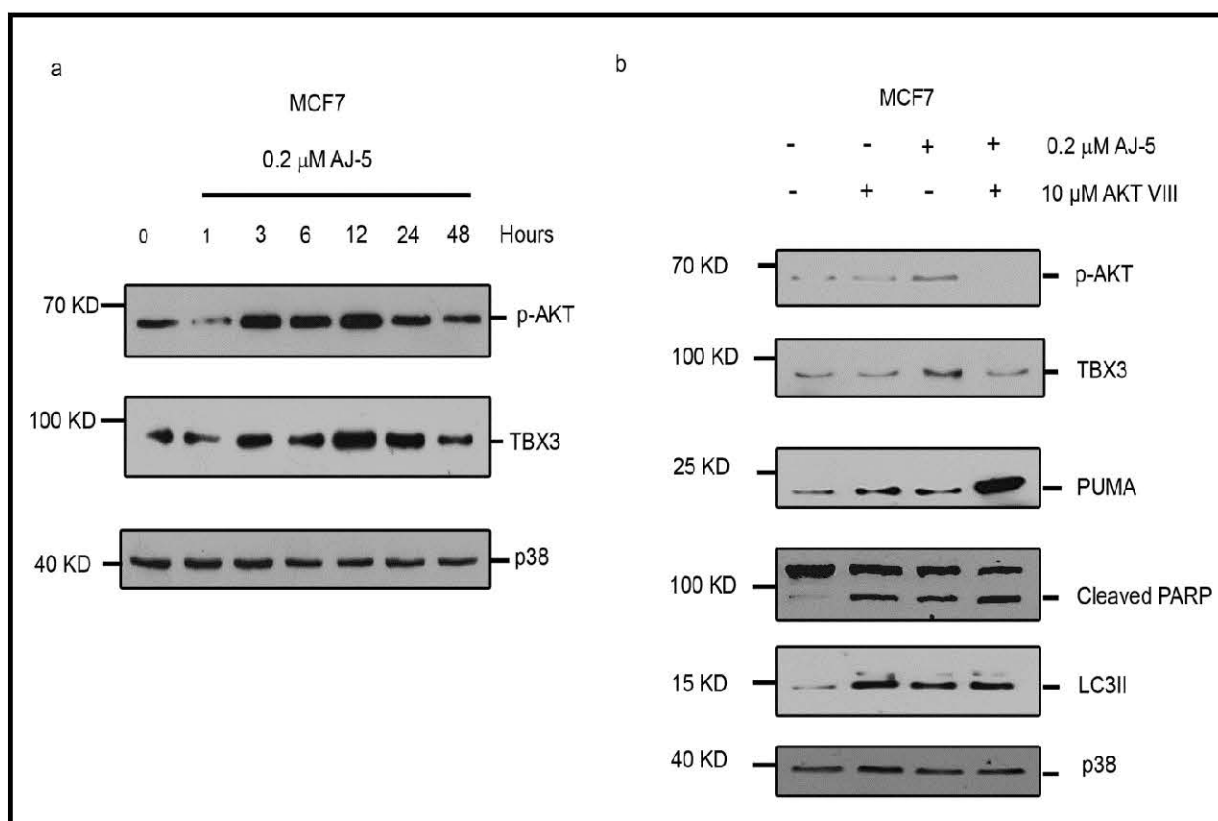 a
MCF7
0.2 μM AJ-5
0 1 3 6 12 24 48 Hours
70 KD
p-AKT
100 KD
TBX3
40 KD
p38
b
MCF7
- - + + 0.2 μM AJ-5
- + - + 10 μM AKT VIII
70 KD
p-AKT
100 KD
TBX3
25 KD
PUMA
100 KD
Cleaved PARP
15 KD
LC3II
40 KD
p38